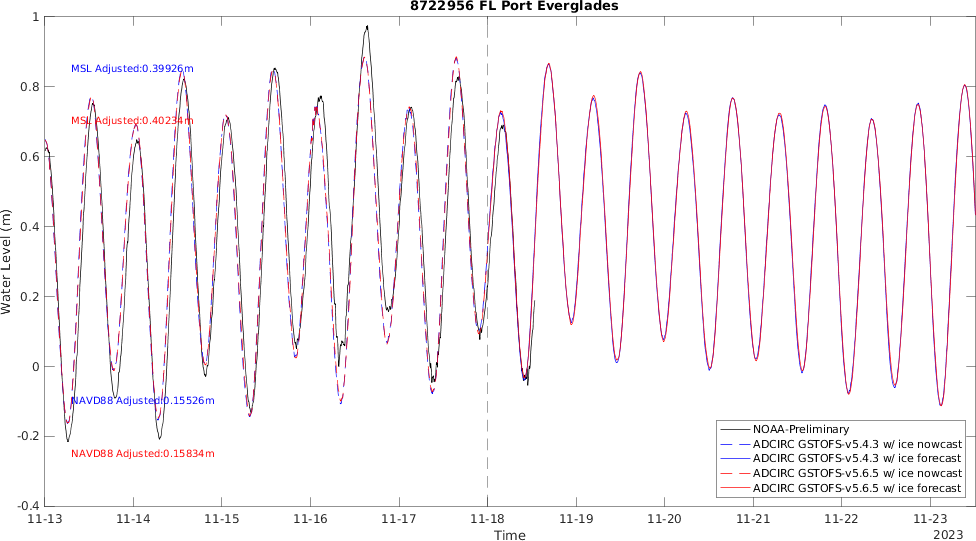 8722956 FL Port Everglades
1
0.8
0.6
0.4
0.2
0
-0.2
-0.4
Water Level (m)
MSL Adjusted:0.39926m
MSL Adjusted:0.40234m
NAVD88 Adjusted:0.15526m
NAVD88 Adjusted:0.15834m
NOAA-Preliminary
ADCIRC GSTOFS-v5.4.3 w/ ice nowcast
ADCIRC GSTOFS-v5.4.3 w/ ice forecast
ADCIRC GSTOFS-v5.6.5 w/ ice nowcast
ADCIRC GSTOFS-v5.6.5 w/ ice forecast
11-13 11-14 11-15 11-16 11-17 11-18 11-19 11-20 11-21 11-22 11-23
Time
2023